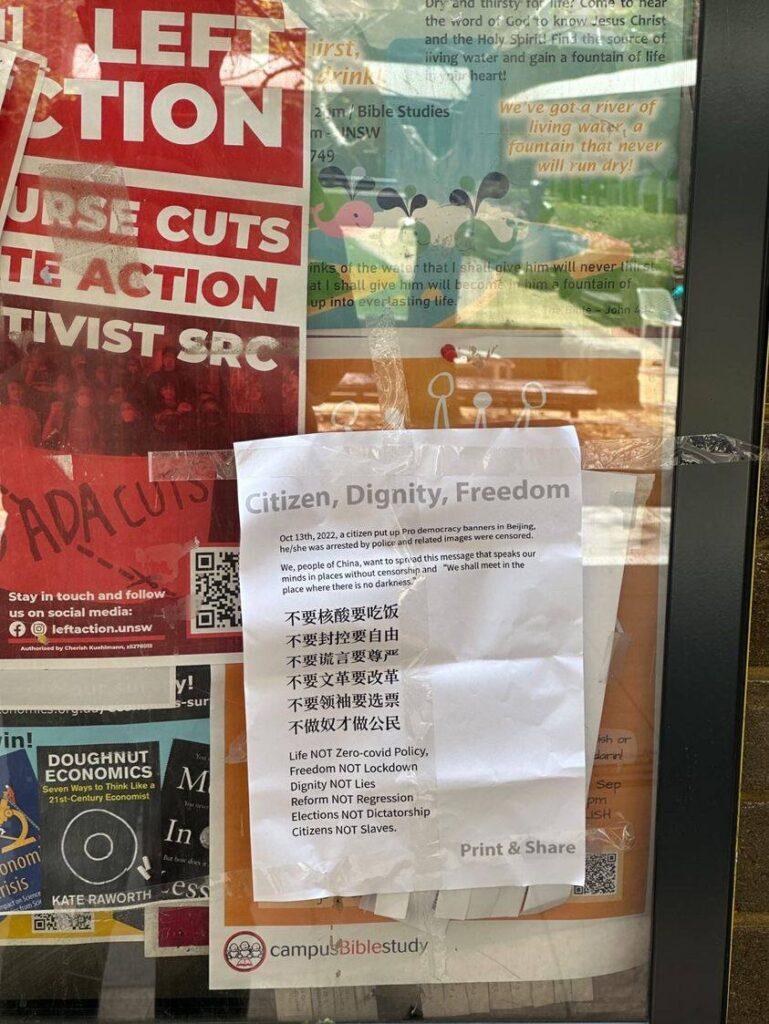 LEFT
CTION
URSE CUTS
TE ACTION
TIVIST SRC
ADA CUTS
Stay in touch and follow
us on social media:
leftaction.unsw
Authorised by Cherish Kuehlmann,
Dry and thirsty for life? Come to hear
the word of God to know Jesus Christ
and the Holy Spirit! Find the source of
living water and gain a fountain of life
in your heart!
drink!
2pm / Bible Studies
m - UNSW
749
We've got a river of
living water, a
fountain that never
will run dry!
inks of the water that I shall give him will never thirst
at I shall give him will become in him a fountain of
up into everlasting life.
The Bible – John
Citizen, Dignity, Freedom
Oct 13th, 2022, a citizen put up Pro democracy banners in Beijing,
he/she was arrested by police and related images were censored.
We, people of China, want to spread this message that speaks our
minds in places without censorship and "We shall meet in the
place where there is no darkness."
不要核酸要吃饭
不要封控要自由
不要谎言要尊严
不要文革要改革
不要领袖要选票
不做奴才做公民
Life NOT Zero-covid Policy,
Freedom NOT Lockdown
Dignity NOT Lies
Reform NOT Regression
Elections NOT Dictatorship
Citizens NOT Slaves.
Print & Share
ish or
Sep
pm
LISH
y!
win!
DOUGHNUT
ECONOMICS
Seven Ways to Think Like a
21st-Century Economist
KATE RAWORTH
onom
risis
In
ess
campusBiblestudy